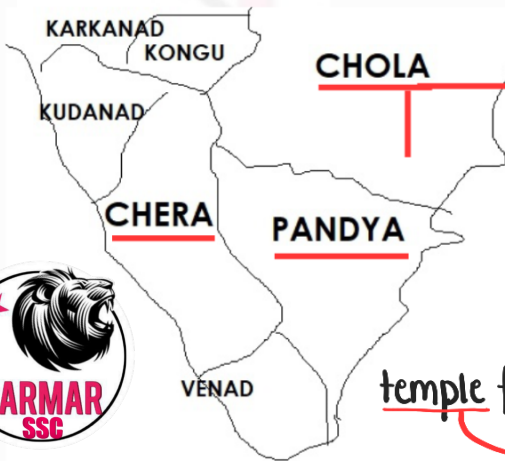 KARKANAD
KONGU
CHOLA
KUDANAD
CHERA
PANDYA
VENAD
temple
ARMAR
SSC